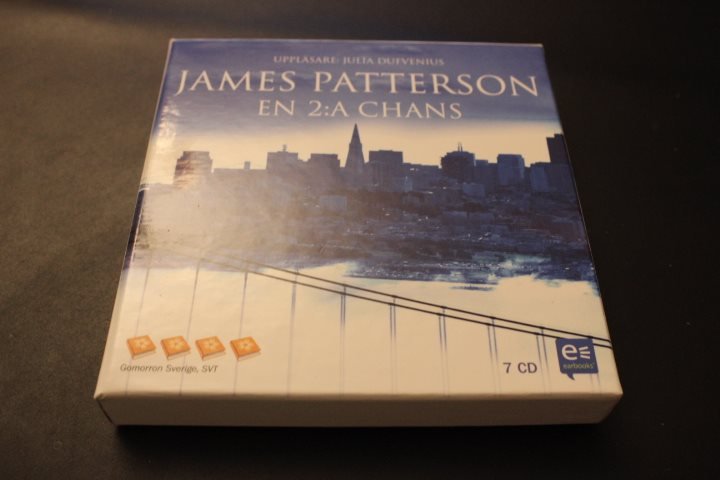 UPPLÄSARE: JULIA DUFVENIUS
JAMES PATTERSON
EN 2:A CHANS
Gomorron Sverige, SVT
7 CD
e
earbooks